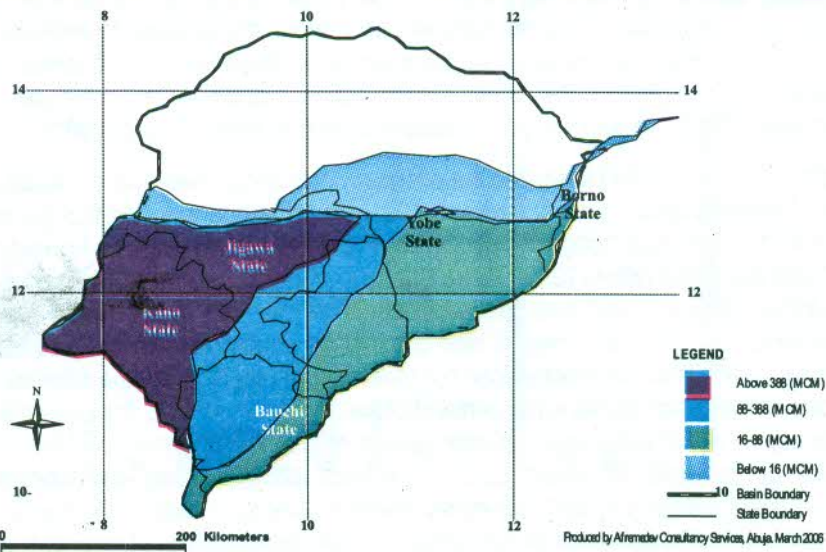 8 10 12
14 14
Borno
State
Yobe
State
Jigawa
State
12 12
Kano
State
LEGEND
Above 388 (MCM)
88-388 (MCM)
16-88 (MCM)
Below 16 (MCM)
N
Bauchi
State
10 10
Basin Boundary
State Boundary
8 10 12
0 200 Kilometers
Produced by Afremedev Consultancy Services, Abuja. March 2006